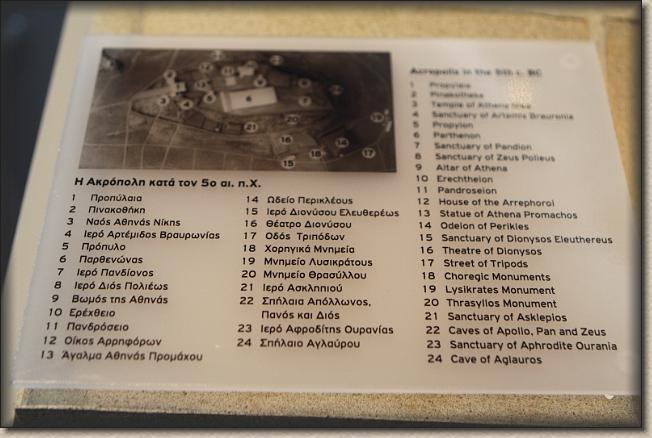 Η Ακρόπολη κατά τον 5ο αι. π.Χ.
1 Προπύλαια
2 Πινακοθήκη
3 Ναός Αθηνάς Νίκης
4 Ιερό Αρτέμιδος Βραυρωνίας
5 Πρόπυλο
6 Παρθενώνας
7 Ιερό Πανδίονος
8 Ιερό Διός Πολιέως
9 Βωμός της Αθηνάς
10 Ερέχθειο
11 Πανδρόσειο
12 Οίκος Αρρηφόρων
13 Άγαλμα Αθηνάς Προμάχου
14 Ωδείο Περικλέους
15 Ιερό Διονύσου Ελευθερέως
16 Θέατρο Διονύσου
17 Οδός Τριπόδων
18 Χορηγικά Μνημεία
19 Μνημείο Λυσικράτους
20 Μνημείο Θρασύλλου
21 Ιερό Ασκληπιού
22 Σπήλαια Απόλλωνος,
Πανός και Διός
23 Ιερό Αφροδίτης Ουρανίας
24 Σπήλαιο Αγλαύρου
Acropolis in the 5th c. BC
1 Propylaia
2 Pinakotheke
3 Temple of Athena Nike
4 Sanctuary of Artemis Brauronia
5 Propylon
6 Parthenon
7 Sanctuary of Pandion
8 Sanctuary of Zeus Polieus
9 Altar of Athena
10 Erechtheion
11 Pandroseion
12 House of the Arrephoroi
13 Statue of Athena Promachos
14 Odeion of Perikles
15 Sanctuary of Dionysos Eleuthereus
16 Theatre of Dionysos
17 Street of Tripods
18 Choregic Monuments
19 Lysikrates Monument
20 Thrasyllos Monument
21 Sanctuary of Asklepios
22 Caves of Apollo, Pan and Zeus
23 Sanctuary of Aphrodite Ourania
24 Cave of Aglauros